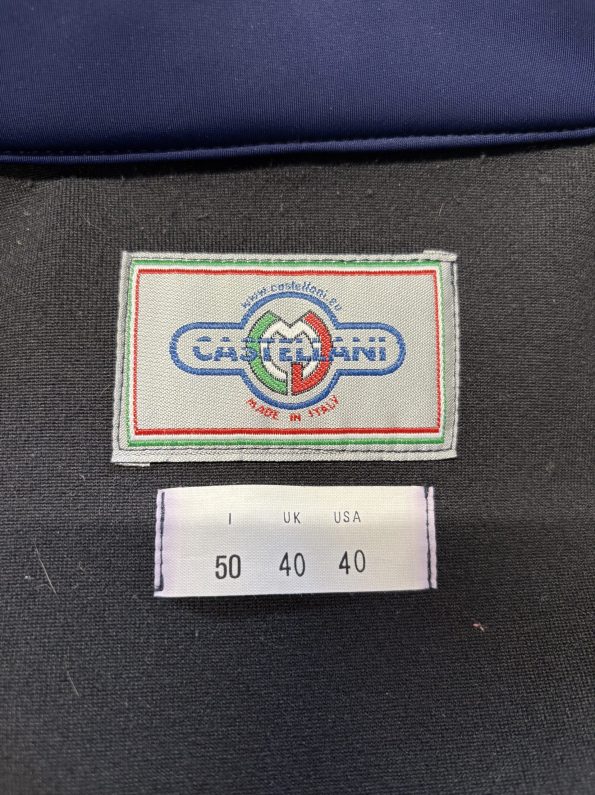 www.castellani.eu
CASTELLANI
MADE IN ITALY
I UK USA
50 40 40